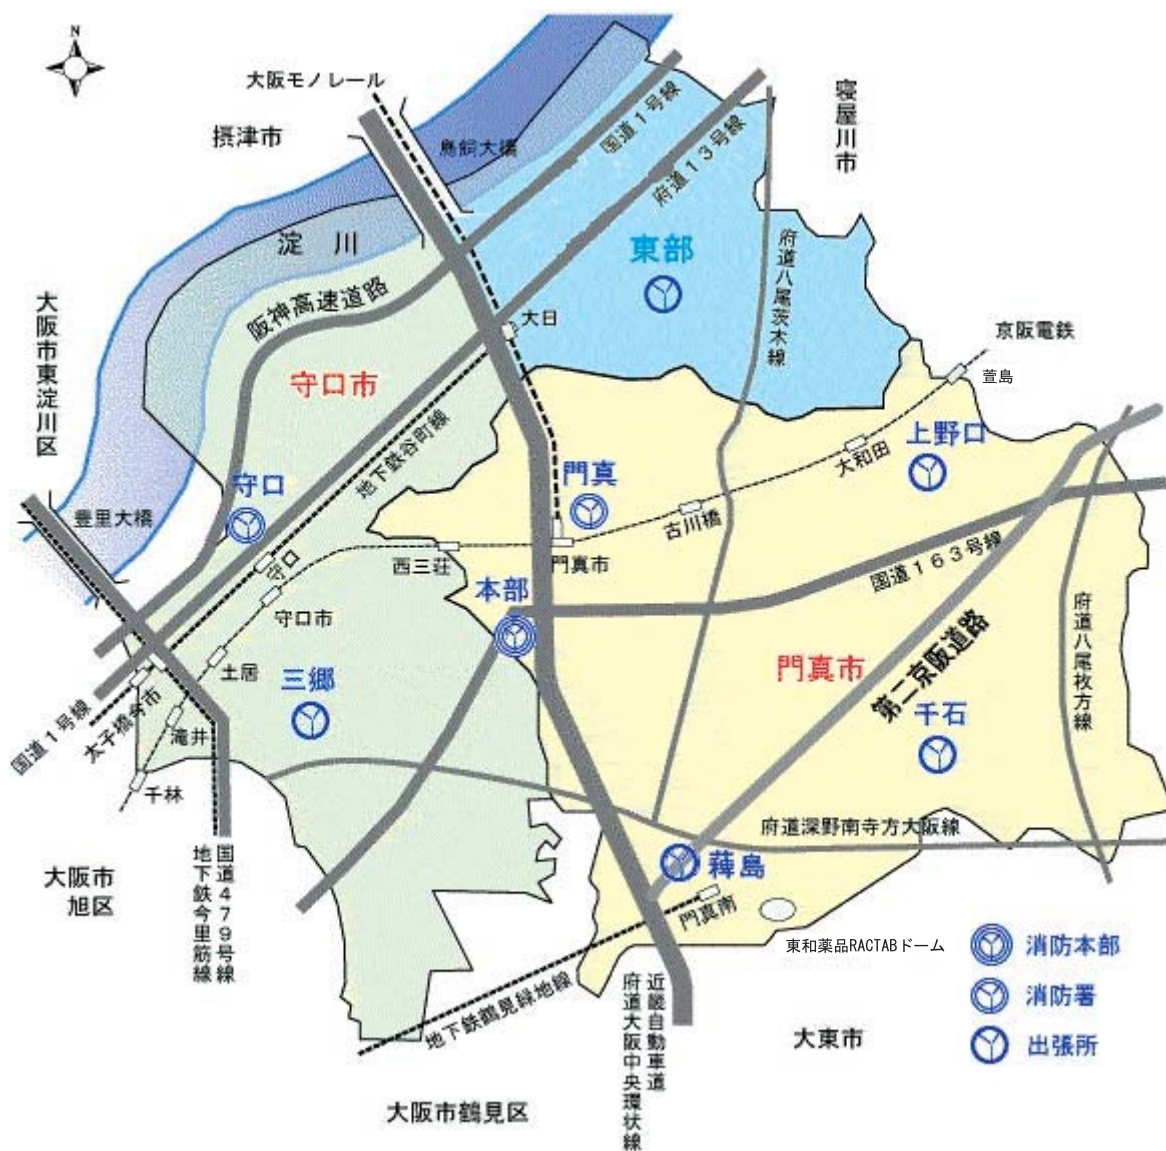 N
大阪モノレール
摂津市
鳥飼大橋
国道1号線
府道13号線
寝屋川市
淀川
東部
府道八尾茨木線
阪神高速道路
大阪市東淀川区
大日
京阪電鉄
萱島
守口市
地下鉄谷町線
大和田
上野口
守口
門真
豊里大橋
古川橋
西三荘
門真市
守口
国道163号線
本部
守口市
府道八尾枚方線
土居
三郷
門真市
第二京阪道路
千石
国道1号線
太子橋今市
滝井
千林
府道深野南寺方大阪線
大阪市
旭区
国道479号線
地下鉄今里筋線
薭島
門真南
東和薬品RACTABドーム
消防本部
消防署
出張所
地下鉄鶴見緑地線
近畿自動車道
府道大阪中央環状線
大東市
大阪市鶴見区